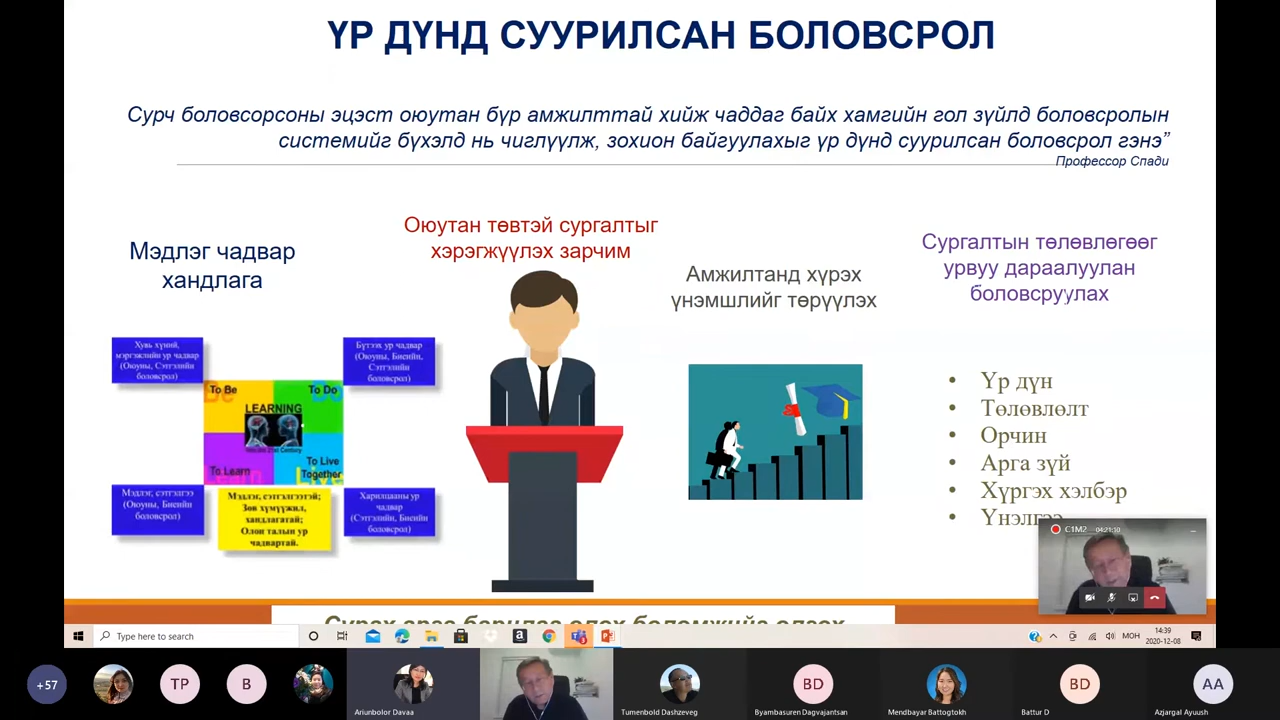 ҮР ДҮНД СУУРИЛСАН БОЛОВСРОЛ
Сурч боловсорсоны эцэст оюутан бүр амжилттай хийж чаддаг байх хамгийн гол зүйлд боловсролын
системийг бүхэлд нь чиглүүлж, зохион байгуулахыг үр дүнд суурилсан боловсрол гэнэ”
Профессор Спади
Мэдлэг чадвар
хандлага
Хувь хүний,
мэргэжлийн ур чадвар
(Оюуны, Сэтгэлийн
боловсрол)
Бүтээх ур чадвар
(Оюуны, Биеийн,
Сэтгэлийн
боловсрол)
To Be
To Do
LEARNING
To Learn
To Live
Together
Мэдлэг, сэтгэлгээ
(Оюуны, Биеийн
боловсрол)
Мэдлэг, сэтгэлгээтэй;
Зөв хүмүүжил,
хандлагатай;
Олон талын ур
чадвартай.
Харилцааны ур
чадвар
(Сэтгэлийн, Биеийн
боловсрол)
Оюутан төвтэй сургалтыг
хэрэгжүүлэх зарчим
Амжилтанд хүрэх
үнэмшлийг төрүүлэх
Сургалтын төлөвлөгөөг
урвуу дараалуулан
боловсруулах
• Үр дүн
• Төлөвлөлт
• Орчин
• Арга зүй
• Хүргэх хэлбэр
• Үнэлгээ
C1M2 04:21:30
Type here to search
МОН
14:39
2020-12-08
+57
TP
B
Ariunbolor Davaa
Tumenbold Dashzeveg
BD
Byambasuren Dagvajantsan
Mendbayar Battogtokh
BD
Battur D
AA
Azjargal Ayuush